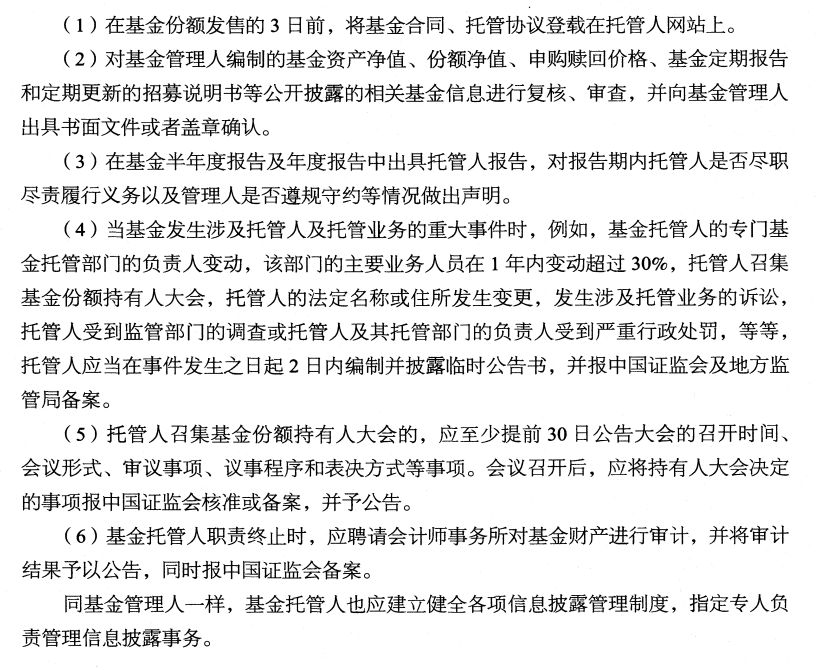 （1）在基金份额发售的 3 日前，将基金合同、托管协议登载在托管人网站上。
（2）对基金管理人编制的基金资产净值、份额净值、申购赎回价格、基金定期报告
和定期更新的招募说明书等公开披露的相关基金信息进行复核、审查，并向基金管理人
出具书面文件或者盖章确认。
（3）在基金半年度报告及年度报告中出具托管人报告，对报告期内托管人是否尽职
尽责履行义务以及管理人是否遵规守约等情况做出声明。
（4）当基金发生涉及托管人及托管业务的重大事件时，例如，基金托管人的专门基
金托管部门的负责人变动，该部门的主要业务人员在 1 年内变动超过 30%，托管人召集
基金份额持有人大会，托管人的法定名称或住所发生变更，发生涉及托管业务的诉讼，
托管人受到监管部门的调查或托管人及其托管部门的负责人受到严重行政处罚，等等，
托管人应当在事件发生之日起 2 日内编制并披露临时公告书，并报中国证监会及地方监
管局备案。
（5）托管人召集基金份额持有人大会的，应至少提前 30 日公告大会的召开时间、
会议形式、审议事项、议事程序和表决方式等事项。会议召开后，应将持有人大会决定
的事项报中国证监会核准或备案，并予公告。
（6）基金托管人职责终止时，应聘请会计师事务所对基金财产进行审计，并将审计
结果予以公告，同时报中国证监会备案。
同基金管理人一样，基金托管人也应建立健全各项信息披露管理制度，指定专人负
责管理信息披露事务。